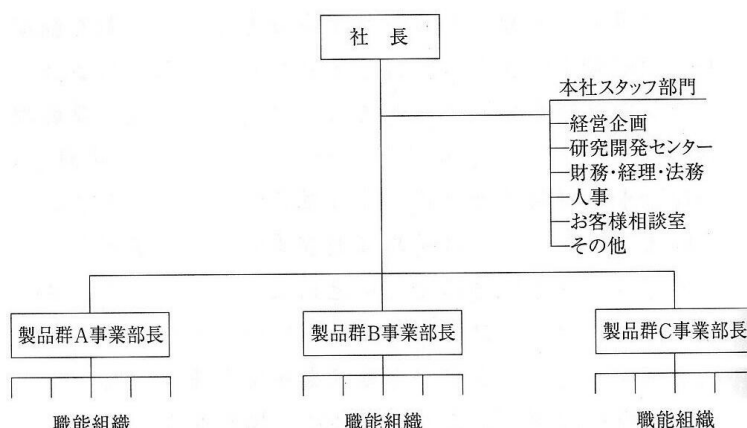 社 長
本社スタッフ部門
経営企画
研究開発センター
財務・経理・法務
人事
お客様相談室
その他
製品群A事業部長
製品群B事業部長
製品群C事業部長
職能組織
職能組織
職能組織